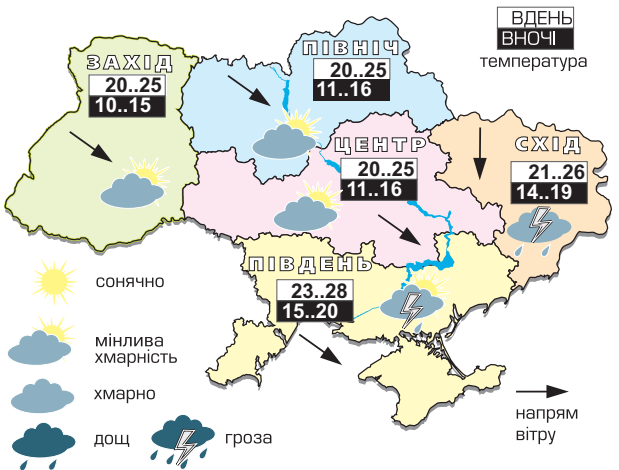 ВДЕНЬ
ВНОЧІ
температура
ЗАХІД
20..25
10..15
ПІВНІЧ
20..25
11..16
ЦЕНТР
20..25
11..16
СХІД
21..26
14..19
ПІВДЕНЬ
23..28
15..20
сонячно
мінлива
хмарність
хмарно
дощ
гроза
напрям
вітру